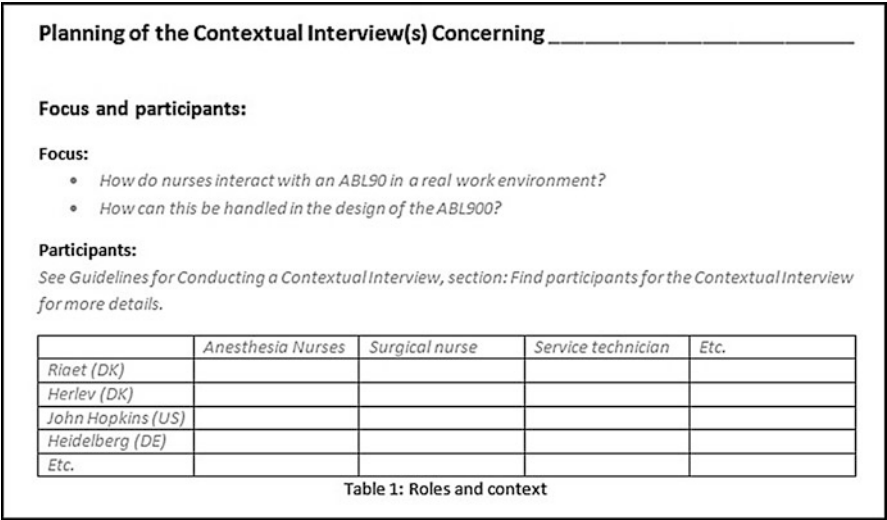 Planning of the Contextual Interview(s) Concerning ______________________________
Focus and participants:
Focus:
• How do nurses interact with an ABL90 in a real work environment?
• How can this be handled in the design of the ABL900?
Participants:
See Guidelines for Conducting a Contextual Interview, section: Find participants for the Contextual Interview
for more details.
Anesthesia Nurses Surgical nurse Service technician Etc.
Riget (DK)
Herlev (DK)
John Hopkins (US)
Heidelberg (DE)
Etc.
Table 1: Roles and context